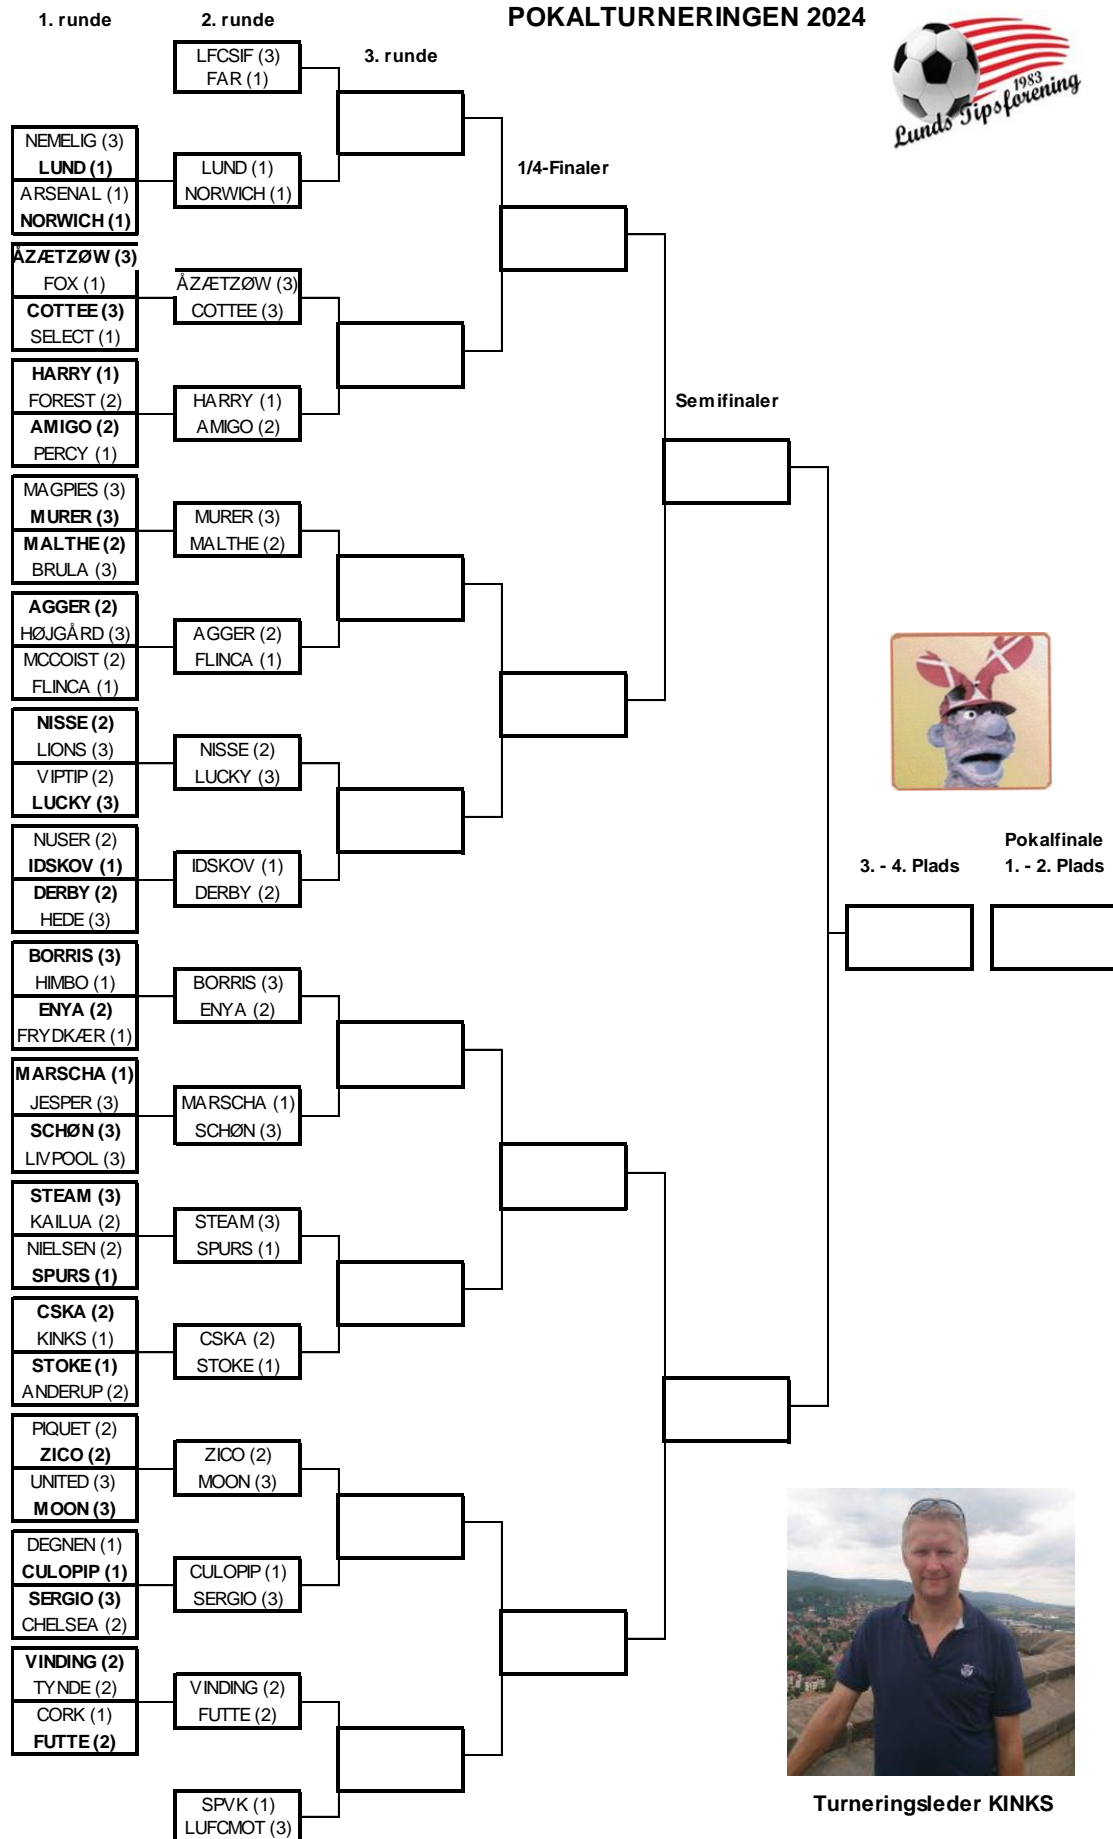 POKALTURNERINGEN 2024
1983
Lunds Tipsforening
1. runde
NEMELIG (3)
LUND (1)
ARSENAL (1)
NORWICH (1)
ÅZÆTZØW (3)
FOX (1)
COTTEE (3)
SELECT (1)
HARRY (1)
FOREST (2)
AMIGO (2)
PERCY (1)
MAGPIES (3)
MURER (3)
MALTHE (2)
BRULA (3)
AGGER (2)
HØJGÅRD (3)
MCCOIST (2)
FLINCA (1)
NISSE (2)
LIONS (3)
VIPTIP (2)
LUCKY (3)
NUSER (2)
IDSKOV (1)
DERBY (2)
HEDE (3)
BORRIS (3)
HIMBO (1)
ENYA (2)
FRYDKÆR (1)
MARSCHA (1)
JESPER (3)
SCHØN (3)
LIVPOOL (3)
STEAM (3)
KAILUA (2)
NIELSEN (2)
SPURS (1)
CSKA (2)
KINKS (1)
STOKE (1)
ANDERUP (2)
PIQUET (2)
ZICO (2)
UNITED (3)
MOON (3)
DEGNEN (1)
CULOPIP (1)
SERGIO (3)
CHELSEA (2)
VINDING (2)
TYNDE (2)
CORK (1)
FUTTE (2)
2. runde
LFCSIF (3)
FAR (1)
LUND (1)
NORWICH (1)
ÅZÆTZØW (3)
COTTEE (3)
HARRY (1)
AMIGO (2)
MURER (3)
MALTHE (2)
AGGER (2)
FLINCA (1)
NISSE (2)
LUCKY (3)
IDSKOV (1)
DERBY (2)
BORRIS (3)
ENYA (2)
MARSCHA (1)
SCHØN (3)
STEAM (3)
SPURS (1)
CSKA (2)
STOKE (1)
ZICO (2)
MOON (3)
CULOPIP (1)
SERGIO (3)
VINDING (2)
FUTTE (2)
SPVK (1)
LUFCMOT (3)
3. runde
1/4-Finaler
Semifinaler
3. - 4. Plads
Pokalfinale
1. - 2. Plads
Turneringsleder KINKS